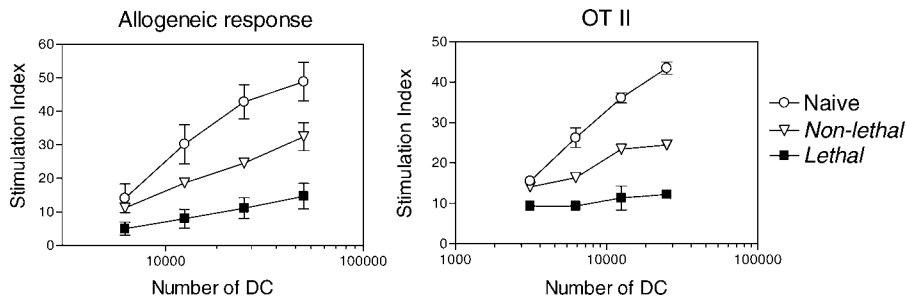 Allogeneic response
Stimulation Index
60
50
40
30
20
10
0
10000
100000
Number of DC
OT II
Stimulation Index
50
40
30
20
10
0
1000
10000
100000
Number of DC
Naive
Non-lethal
Lethal